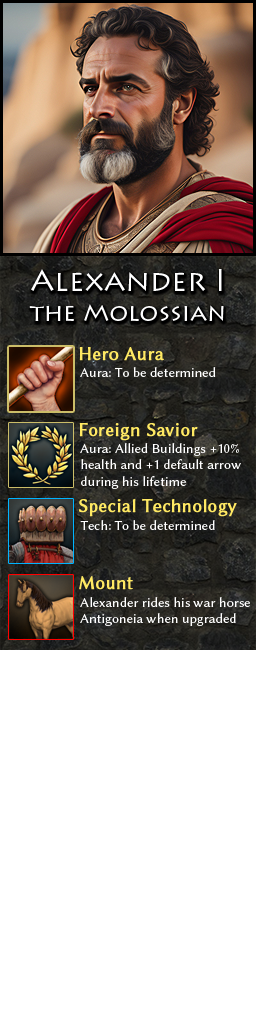 Alexander I
the Molossian
Hero Aura
Aura: To be determined
Foreign Savior
Aura: Allied Buildings +10%
health and +1 default arrow
during his lifetime
Special Technology
Tech: To be determined
Mount
Alexander rides his war horse
Antigoneia when upgraded